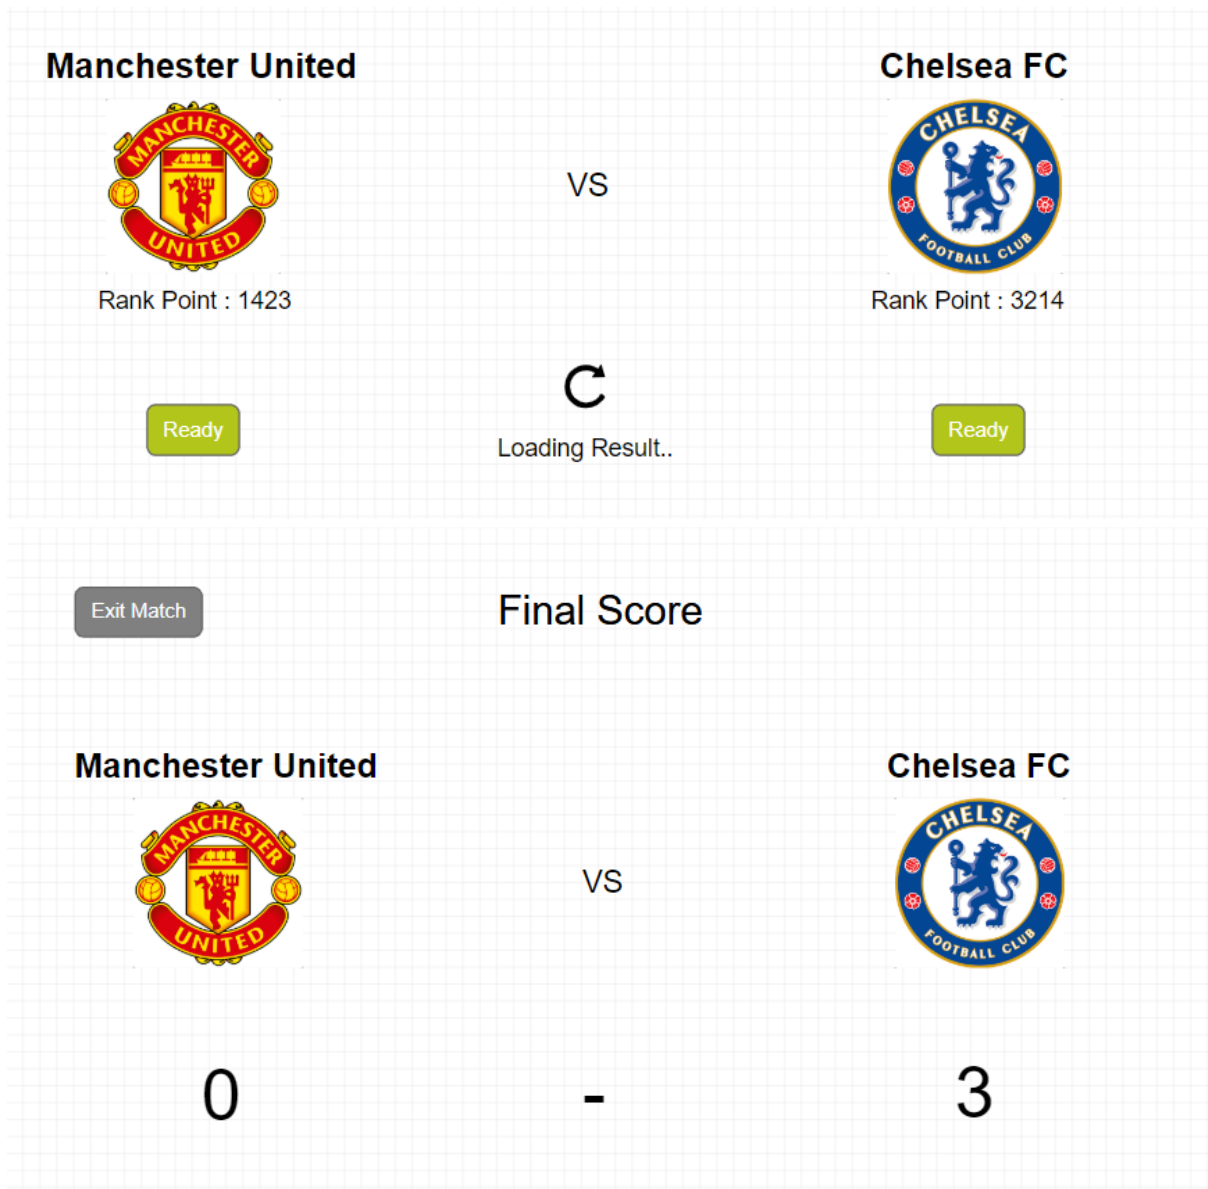 Manchester United
Chelsea FC
MANCHESTER
UNITED
VS
CHELSEA
FOOTBALL CLUB
Rank Point : 1423
Rank Point : 3214
Ready
Loading Result..
Ready
Exit Match
Final Score
Manchester United
Chelsea FC
MANCHESTER
UNITED
VS
CHELSEA
FOOTBALL CLUB
0
-
3